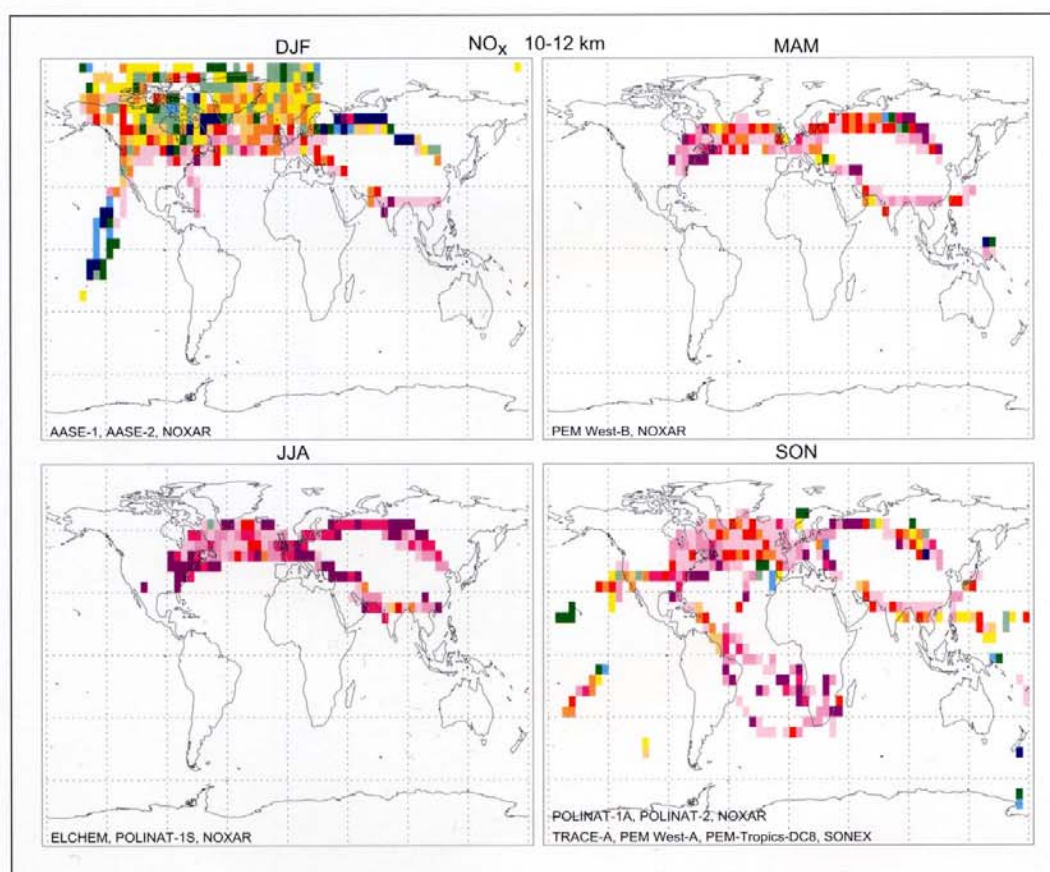 DJF NOx 10-12 km MAM
AASE-1, AASE-2, NOXAR
PEM West-B, NOXAR
JJA SON
ELCHEM, POLINAT-1S, NOXAR
POLINAT-1A, POLINAT-2, NOXAR
TRACE-A, PEM West-A, PEM-Tropics-DC8, SONEX